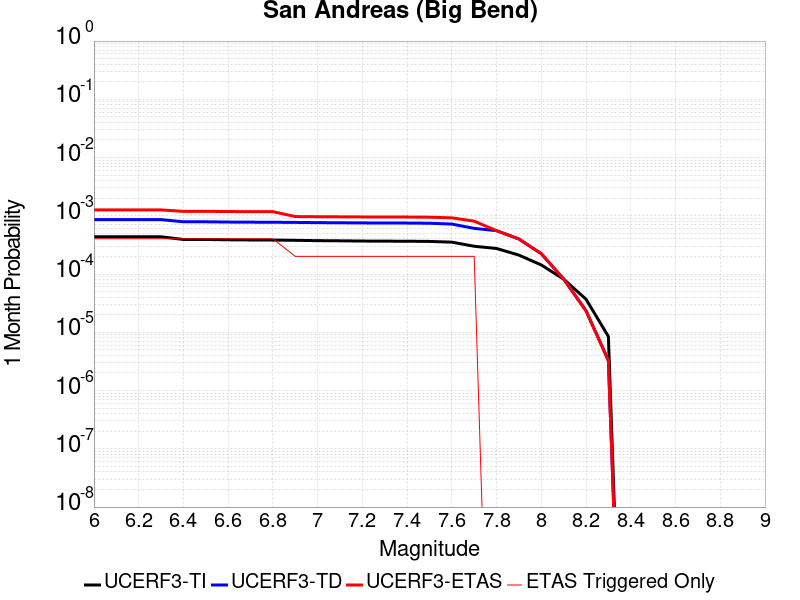 San Andreas (Big Bend)
10^0
10^-1
10^-2
10^-3
10^-4
10^-5
10^-6
10^-7
10^-8
1 Month Probability
6 6.2 6.4 6.6 6.8 7 7.2 7.4 7.6 7.8 8 8.2 8.4 8.6 8.8 9
Magnitude
UCERF3-TI UCERF3-TD UCERF3-ETAS ETAS Triggered Only